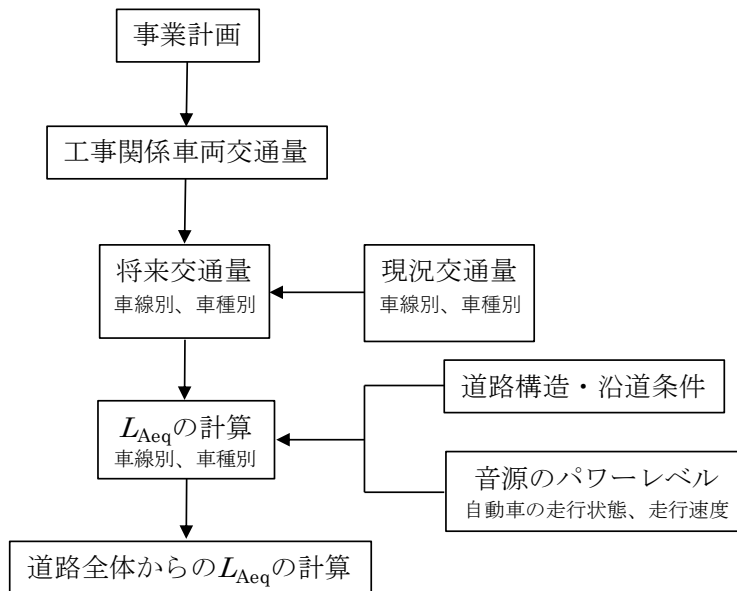 事業計画
工事関係車両交通量
将来交通量
車線別、車種別
現況交通量
車線別、車種別
道路構造・沿道条件
LAeqの計算
車線別、車種別
音源のパワーレベル
自動車の走行状態、走行速度
道路全体からのLAeqの計算